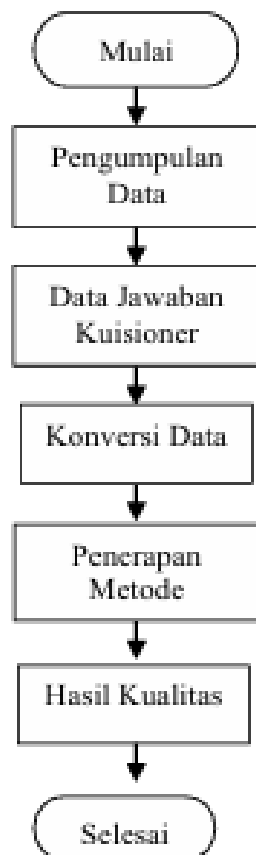 Mulai
Pengumpulan
Data
Data Jawaban
Kuisioner
Konversi Data
Penerapan
Metode
Hasil Kualitas
Selesai